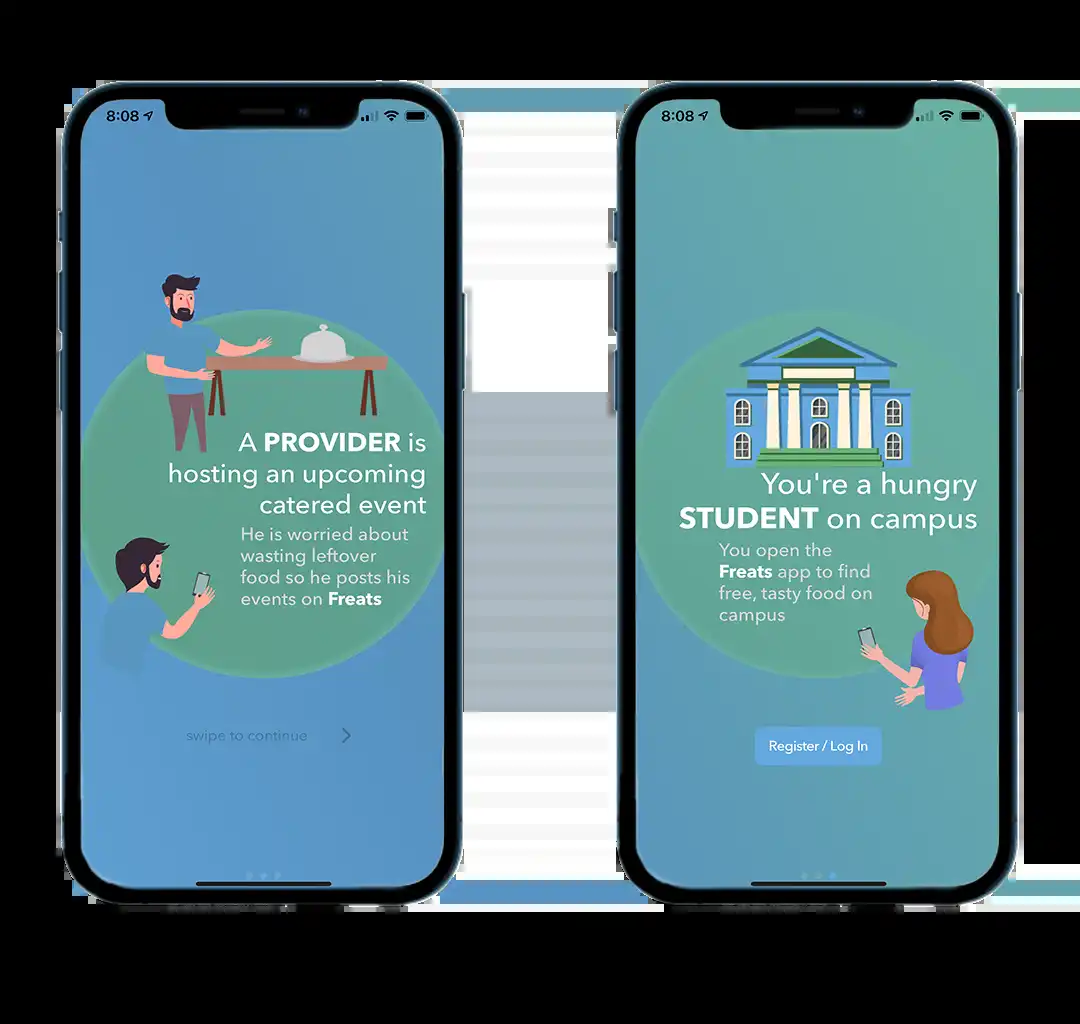 8:08
A PROVIDER is
hosting an upcoming
catered event
He is worried about
wasting leftover
food so he posts his
events on Freats
swipe to continue
8:08
You're a hungry
STUDENT on campus
You open the
Freats app to find
free, tasty food on
campus
Register / Log In